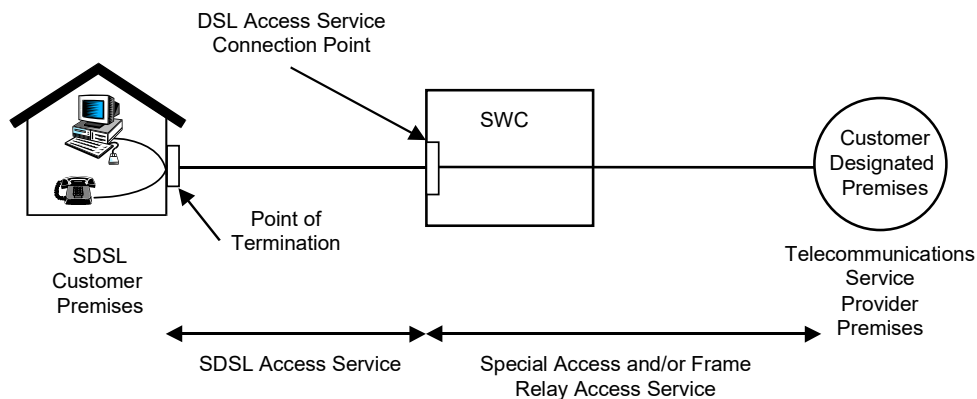 DSL Access Service
Connection Point
SWC
Customer
Designated
Premises
Point of
Termination
SDSL
Customer
Premises
Telecommunications
Service
Provider
Premises
SDSL Access Service
Special Access and/or Frame
Relay Access Service